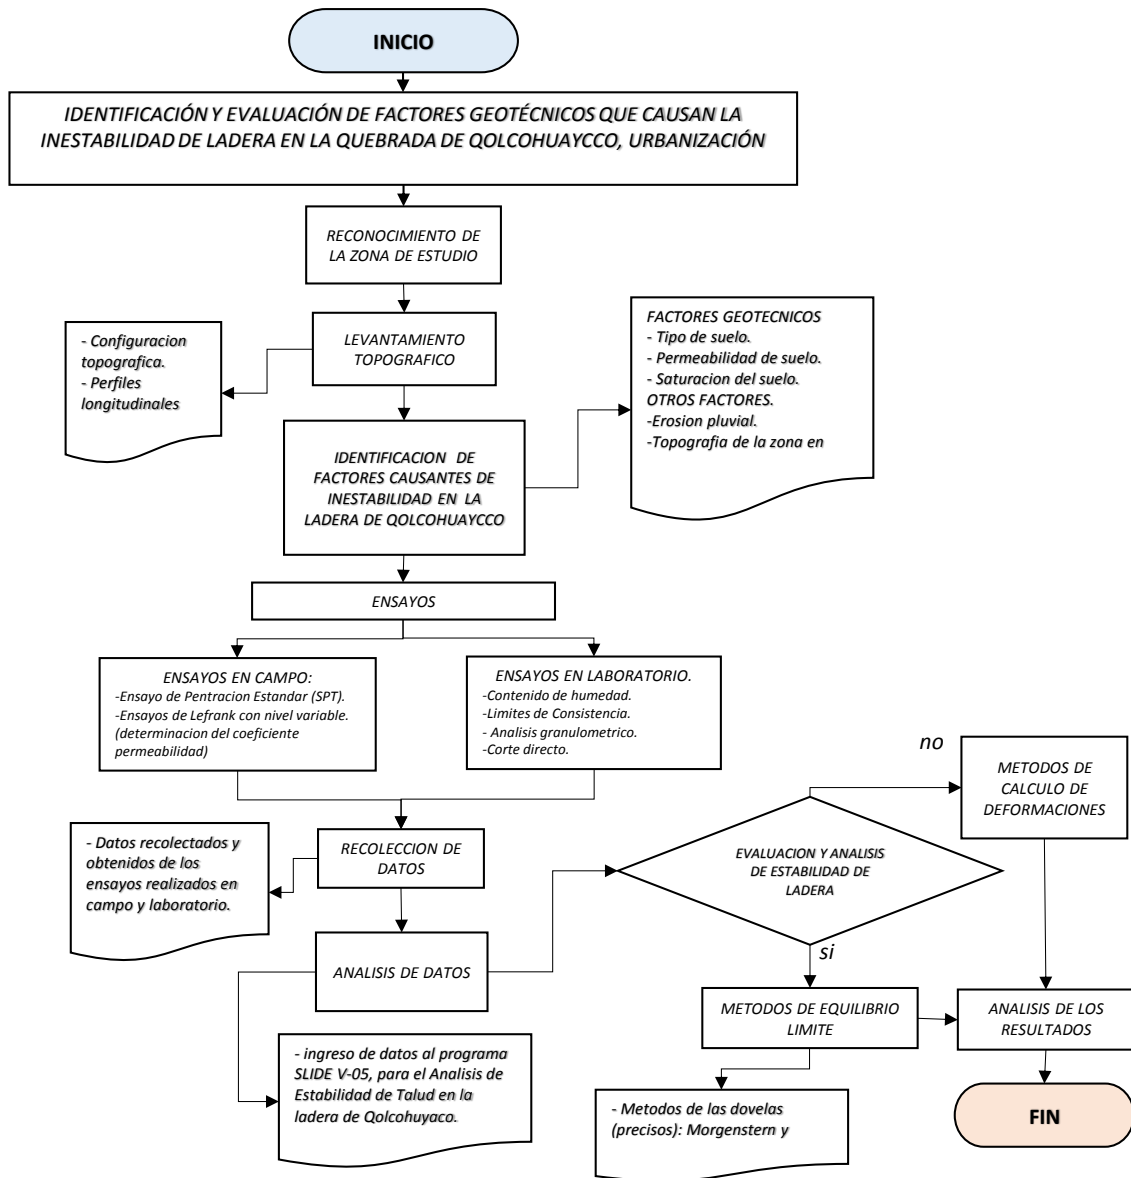 INICIO
IDENTIFICACIÓN Y EVALUACIÓN DE FACTORES GEOTÉCNICOS QUE CAUSAN LA
INESTABILIDAD DE LADERA EN LA QUEBRADA DE QOLCOHUAYCCO, URBANIZACIÓN
RECONOCIMIENTO DE
LA ZONA DE ESTUDIO
LEVANTAMIENTO
TOPOGRAFICO
- Configuracion
topografica.
- Perfiles
longitudinales
FACTORES GEOTECNICOS
- Tipo de suelo.
- Permeabilidad de suelo.
- Saturacion del suelo.
OTROS FACTORES.
-Erosion pluvial.
-Topografia de la zona en
IDENTIFICACION DE
FACTORES CAUSANTES DE
INESTABILIDAD EN LA
LADERA DE QOLCOHUAYCCO
ENSAYOS
ENSAYOS EN CAMPO:
-Ensayo de Pentracion Estandar (SPT).
-Ensayos de Lefrank con nivel variable.
(determinacion del coeficiente
permeabilidad)
ENSAYOS EN LABORATORIO.
-Contenido de humedad.
-Limites de Consistencia.
- Analisis granulometrico.
-Corte directo.
RECOLECCION DE
DATOS
- Datos recolectados y
obtenidos de los
ensayos realizados en
campo y laboratorio.
ANALISIS DE DATOS
- ingreso de datos al programa
SLIDE V-05, para el Analisis de
Estabilidad de Talud en la
ladera de Qolcohuyaco.
EVALUACION Y ANALISIS
DE ESTABILIDAD DE
LADERA
no
METODOS DE
CALCULO DE
DEFORMACIONES
si
METODOS DE EQUILIBRIO
LIMITE
- Metodos de las dovelas
(precisos): Morgenstern y
ANALISIS DE LOS
RESULTADOS
FIN